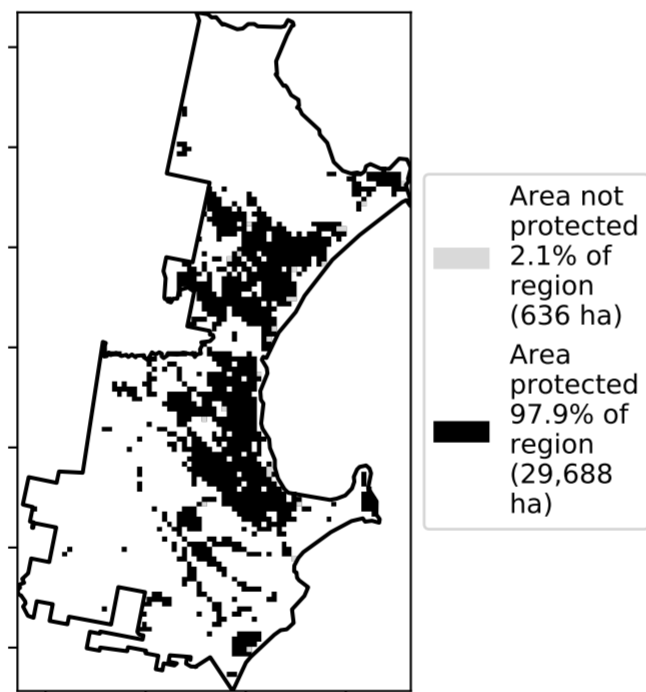 Area not
protected
2.1% of
region
(636 ha)
Area
protected
97.9% of
region
(29,688
ha)